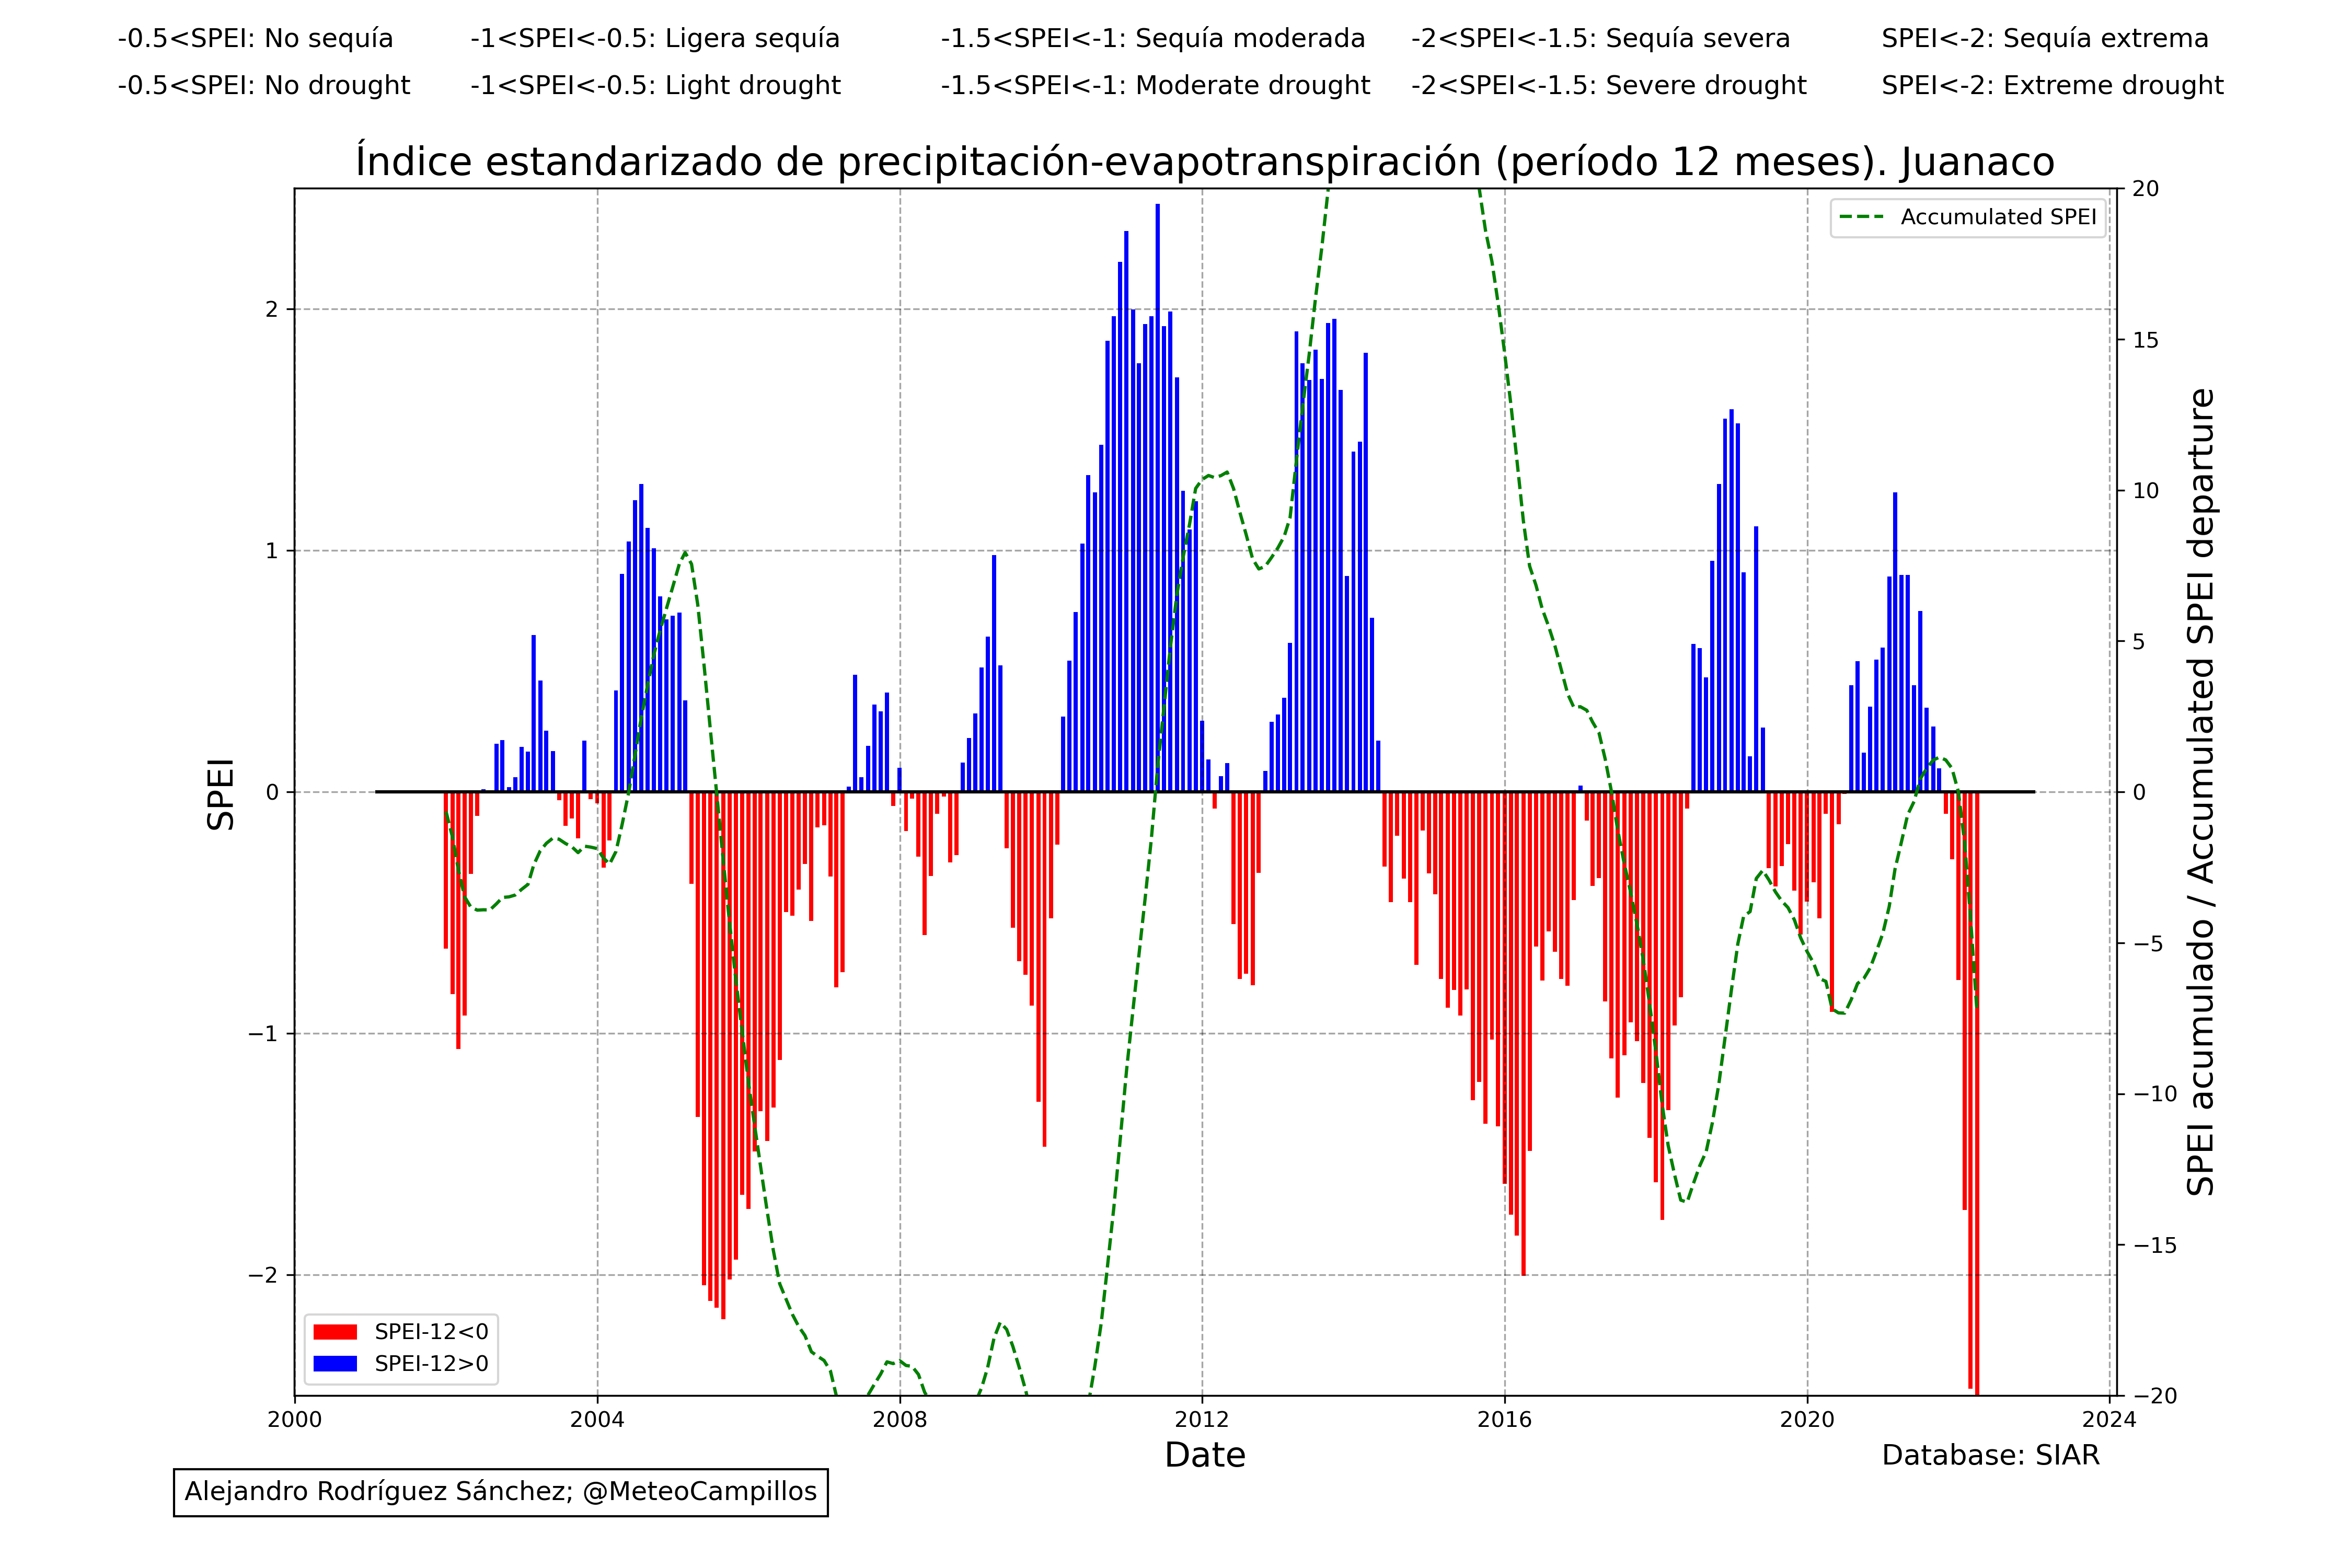 -0.5<SPEI: No sequía -1<SPEI<-0.5: Ligera sequía -1.5<SPEI<-1: Sequía moderada -2<SPEI<-1.5: Sequía severa SPEI<-2: Sequía extrema
-0.5<SPEI: No drought -1<SPEI<-0.5: Light drought -1.5<SPEI<-1: Moderate drought -2<SPEI<-1.5: Severe drought SPEI<-2: Extreme drought
Índice estandarizado de precipitación-evapotranspiración (período 12 meses). Juanaco
Accumulated SPEI
SPEI
2
1
0
−1
−2
20
15
10
5
0
−5
−10
−15
−20
SPEI acumulado / Accumulated SPEI departure
SPEI-12<0
SPEI-12>0
2000 2004 2008 2012 2016 2020 2024
Date
Database: SIAR
Alejandro Rodríguez Sánchez; @MeteoCampillos